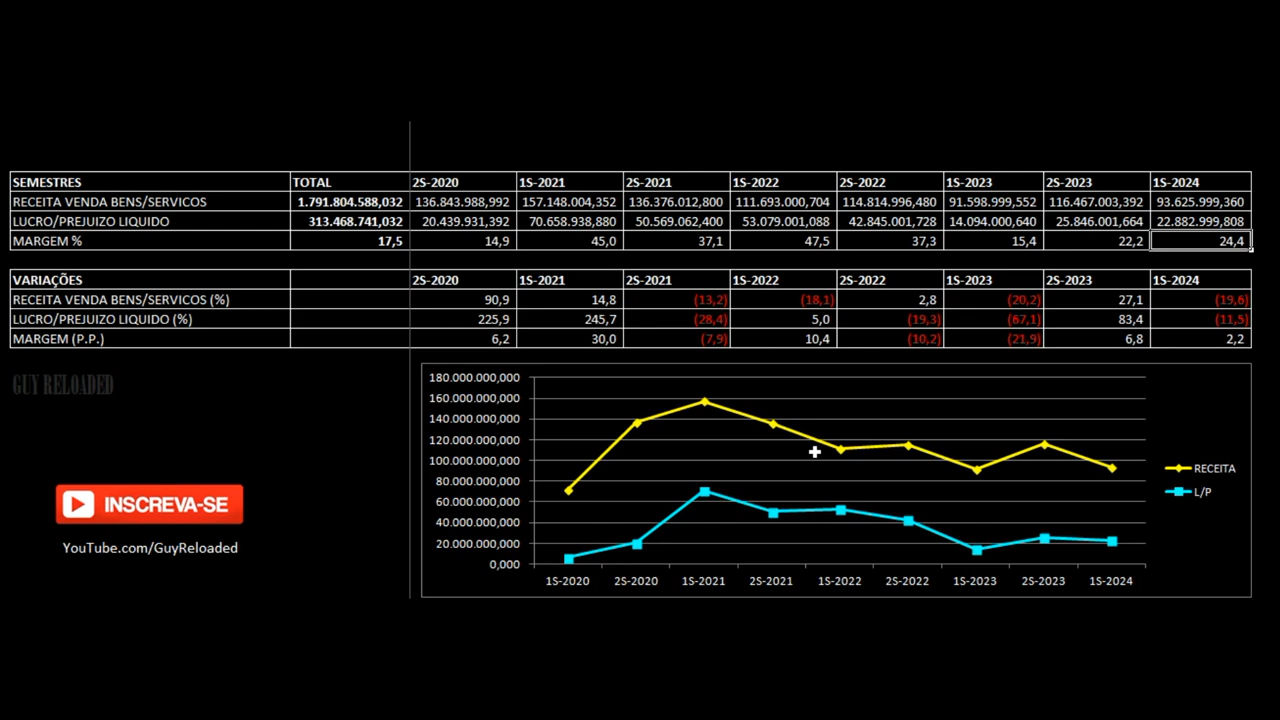 SEMESTRES TOTAL 2S-2020 1S-2021 2S-2021 1S-2022 2S-2022 1S-2023 2S-2023 1S-2024
RECEITA VENDA BENS/SERVICOS 1.791.804.588,032 136.843.988,992 157.148.004,352 136.376.012,800 111.693.000,704 114.814.996,480 91.598.999,552 116.467.003,392 93.625.999,360
LUCRO/PREJUIZO LIQUIDO 313.468.741,032 20.439.931,392 70.658.938,880 50.569.062,400 53.079.001,088 42.845.001,728 14.094.000,640 25.846.001,664 22.882.999,808
MARGEM % 17,5 14,9 45,0 37,1 47,5 37,3 15,4 22,2 24,4
VARIAÇÕES 2S-2020 1S-2021 2S-2021 1S-2022 2S-2022 1S-2023 2S-2023 1S-2024
RECEITA VENDA BENS/SERVICOS (%) 90,9 14,8 (13,2) (18,1) 2,8 (20,2) 27,1 (19,6)
LUCRO/PREJUIZO LIQUIDO (%) 225,9 245,7 (28,4) 5,0 (19,3) (67,1) 83,4 (11,5)
MARGEM (P.P.) 6,2 30,0 (7,9) 10,4 (10,2) (21,9) 6,8 2,2
GUY RELOADED
INSCREVA-SE
YouTube.com/GuyReloaded
180.000.000,000
160.000.000,000
140.000.000,000
120.000.000,000
100.000.000,000
80.000.000,000
60.000.000,000
40.000.000,000
20.000.000,000
0,000
1S-2020 2S-2020 1S-2021 2S-2021 1S-2022 2S-2022 1S-2023 2S-2023 1S-2024
RECEITA
L/P